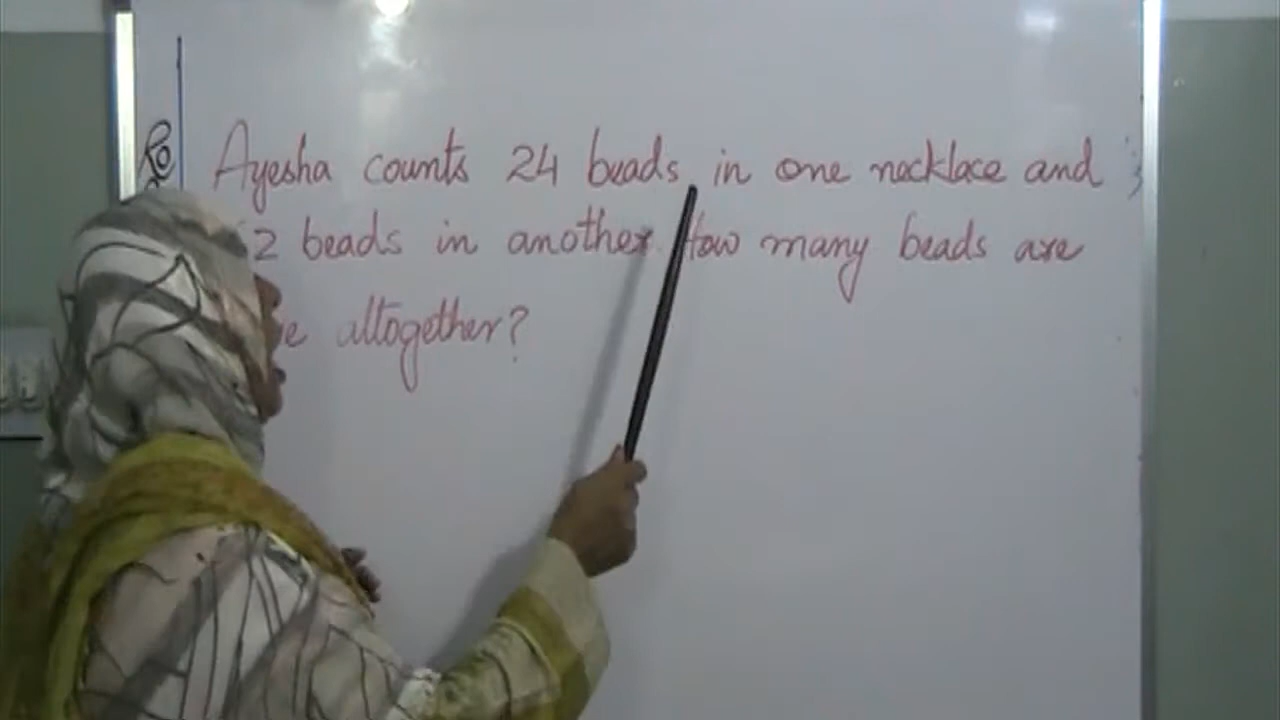 Ayesha counts 24 beads in one necklace and
2 beads in another. How many beads are
altogether?